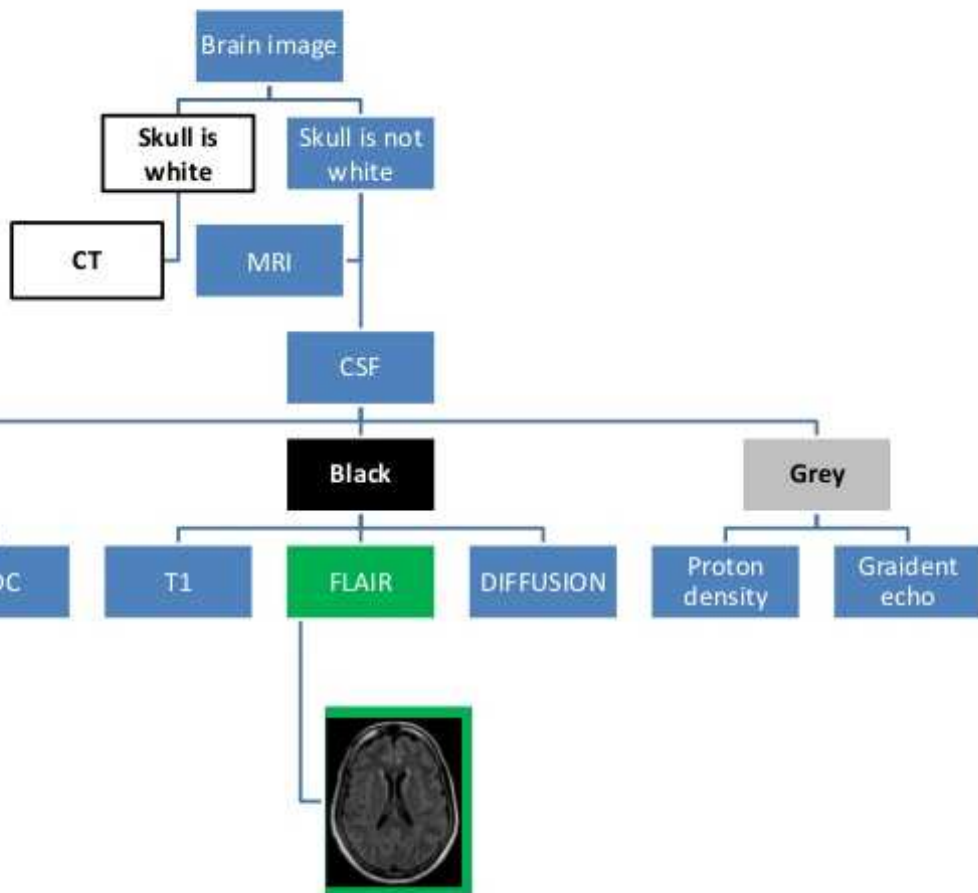 Brain image
Skull is
white
Skull is not
white
CT
MRI
CSF
Black
Grey
T1
FLAIR
DIFFUSION
Proton
density
Graident
echo